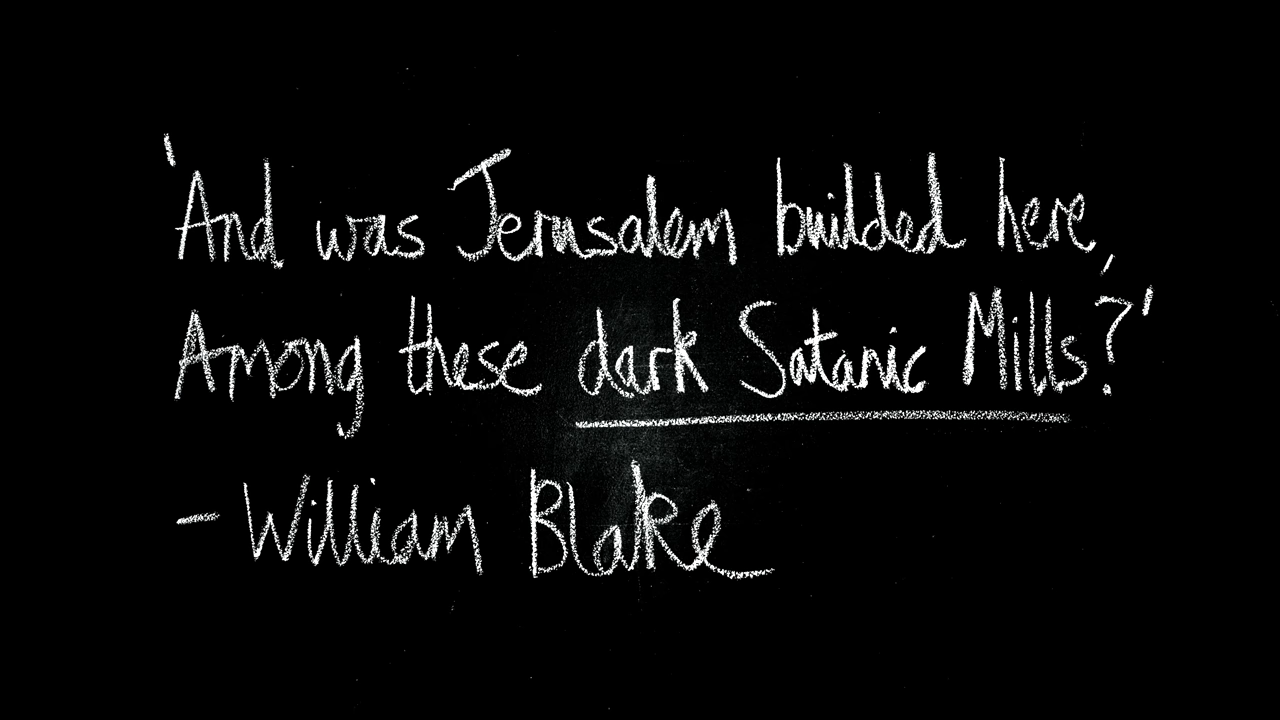 'And was Jerusalem builded here,
Among these dark Satanic Mills?'
- William Blake